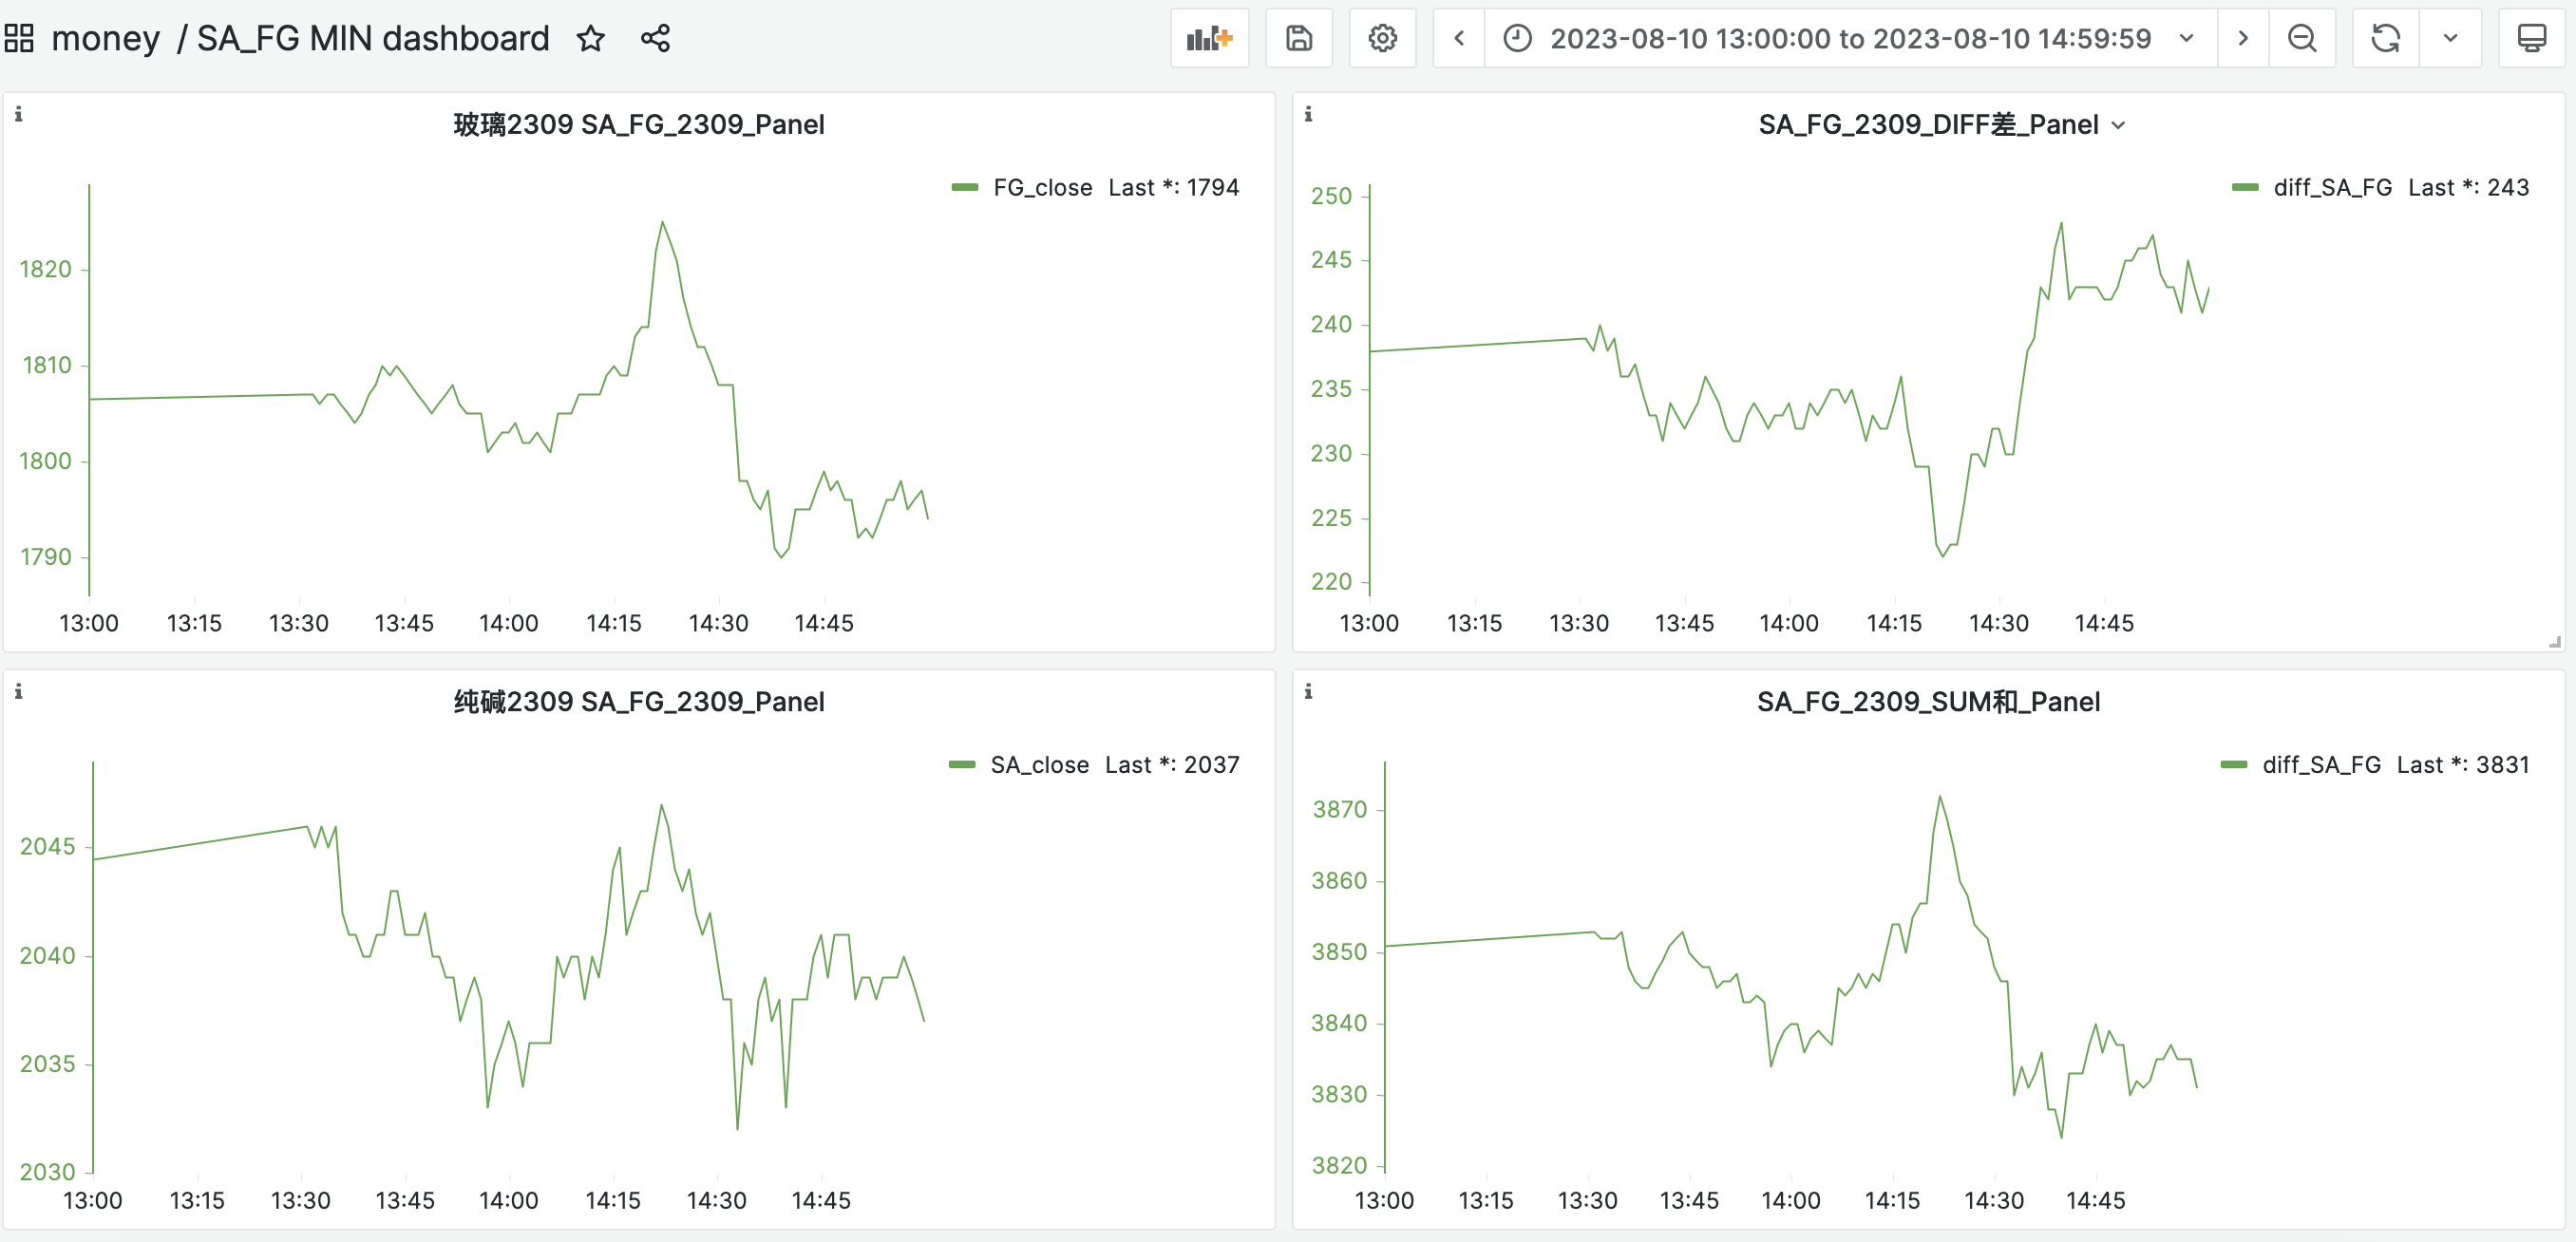 money / SA_FG MIN dashboard
2023-08-10 13:00:00 to 2023-08-10 14:59:59
玻璃2309 SA_FG_2309_Panel
FG_close Last *: 1794
1820
1810
1800
1790
13:00 13:15 13:30 13:45 14:00 14:15 14:30 14:45
SA_FG_2309_DIFF差_Panel
diff_SA_FG Last *: 243
250
245
240
235
230
225
220
13:00 13:15 13:30 13:45 14:00 14:15 14:30 14:45
纯碱2309 SA_FG_2309_Panel
SA_close Last *: 2037
2045
2040
2035
2030
13:00 13:15 13:30 13:45 14:00 14:15 14:30 14:45
SA_FG_2309_SUM和_Panel
diff_SA_FG Last *: 3831
3870
3860
3850
3840
3830
3820
13:00 13:15 13:30 13:45 14:00 14:15 14:30 14:45